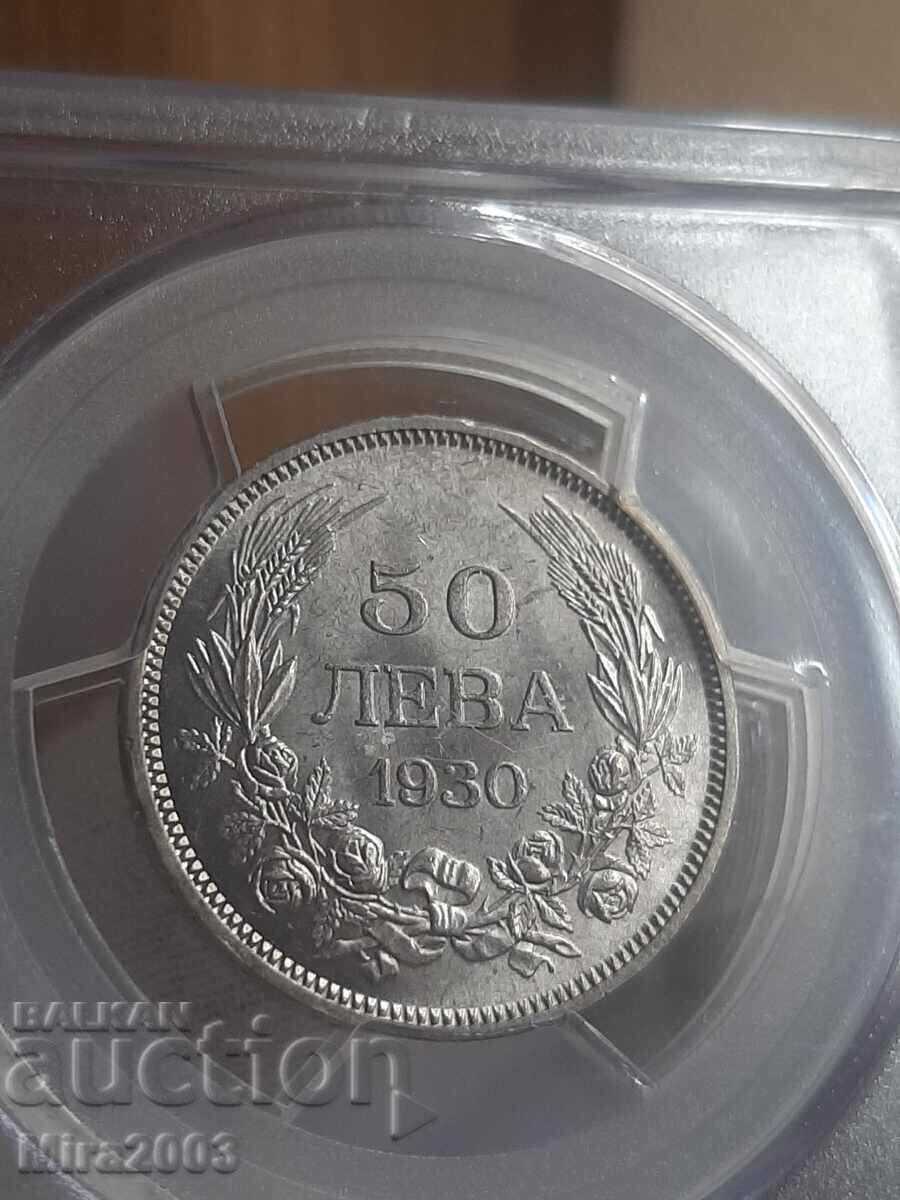 50
ЛЕВА
1930
BALKAN
auction
Mira2003